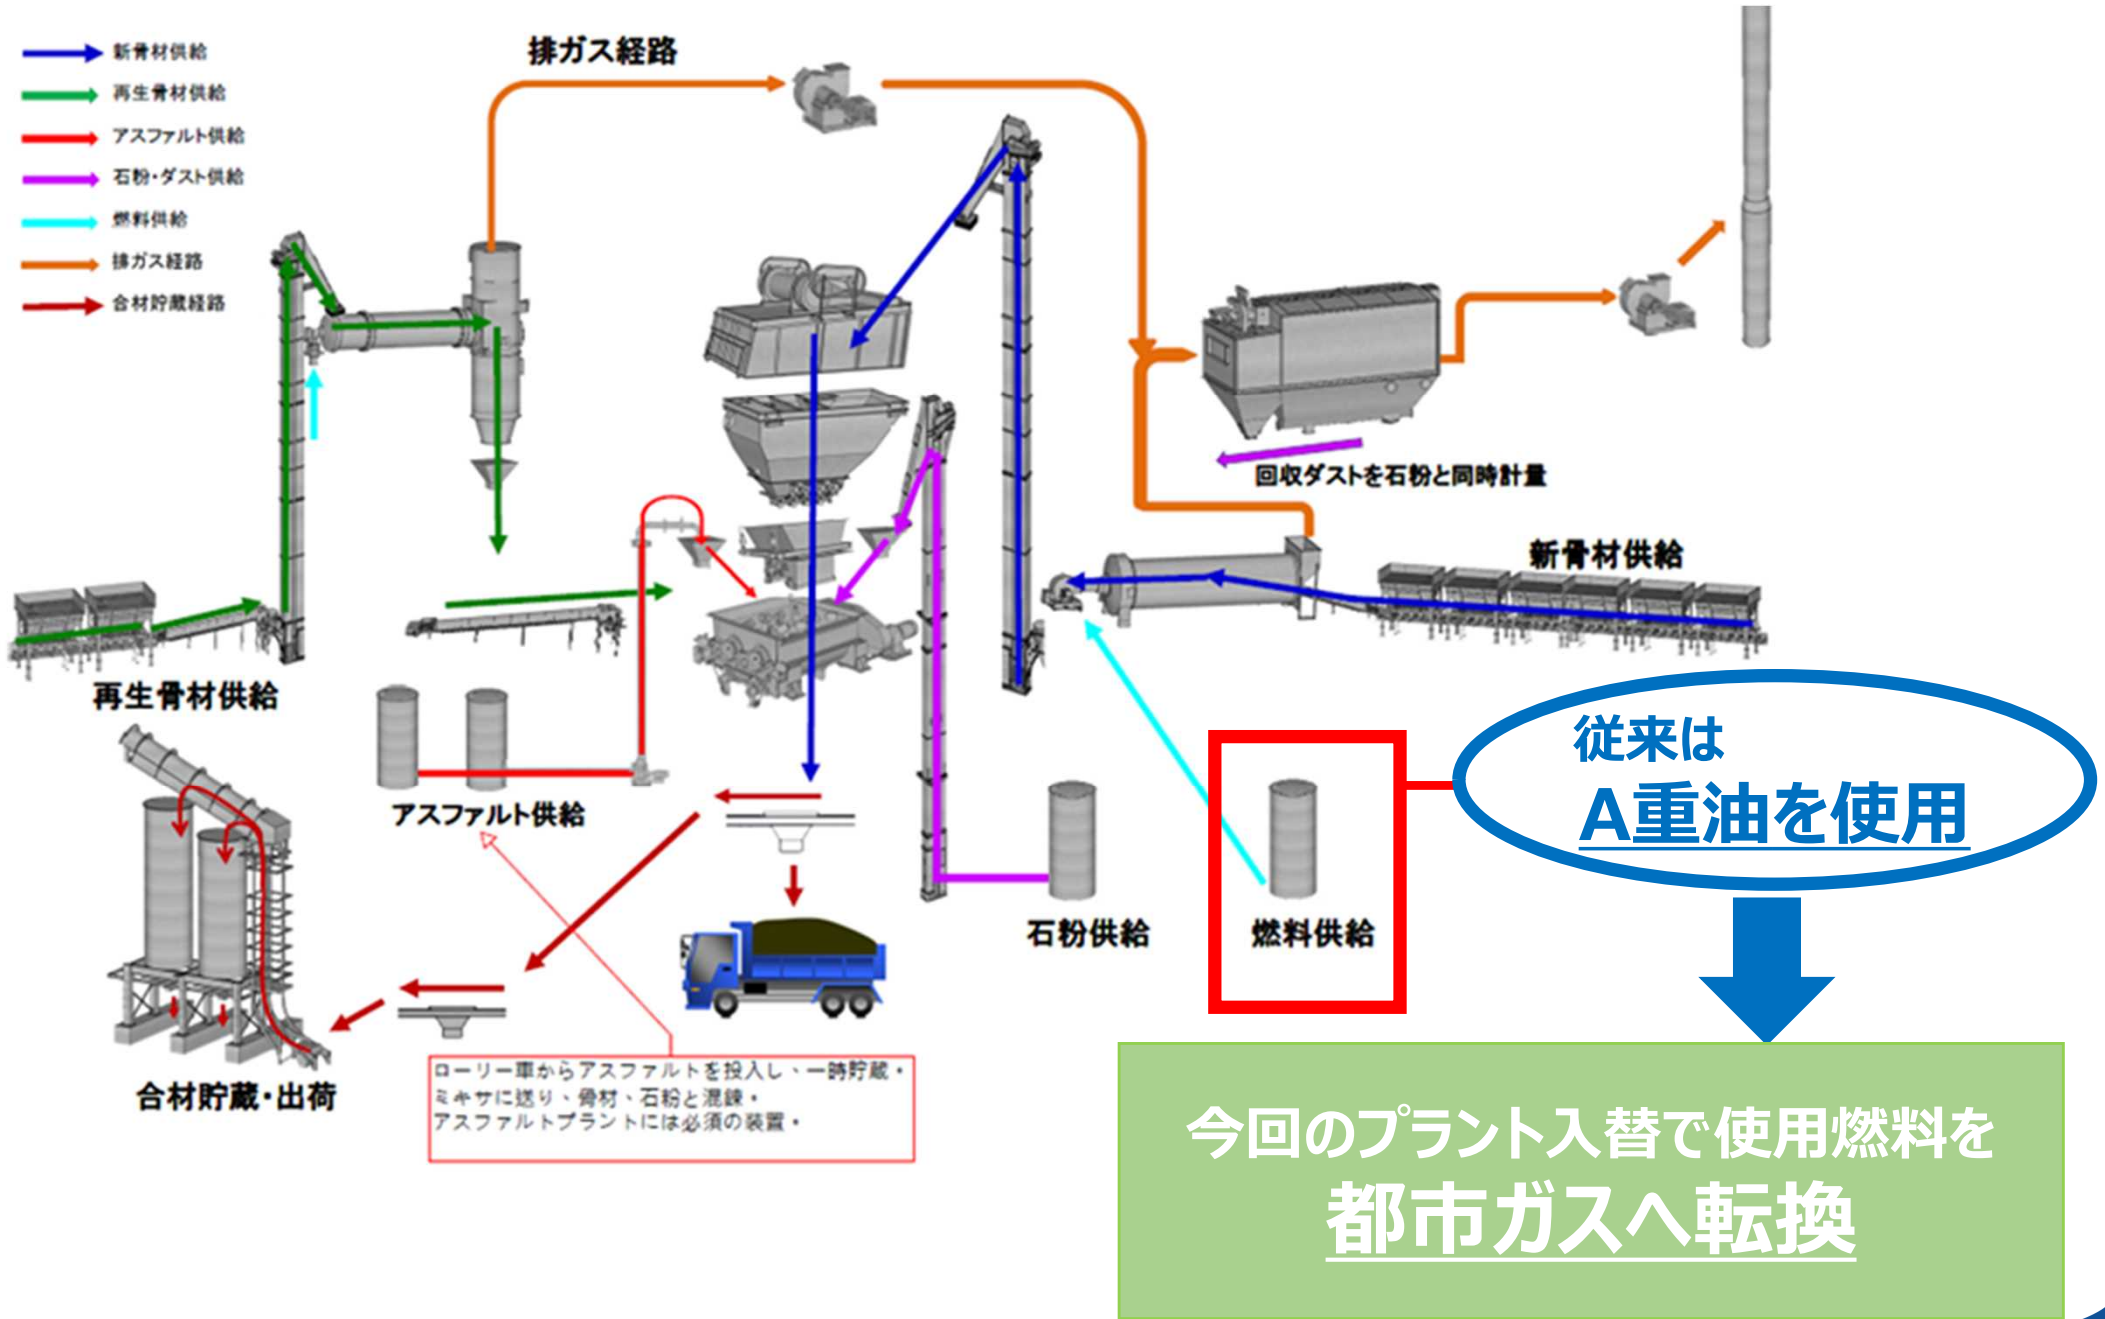 新骨材供給
再生骨材供給
アスファルト供給
石粉・ダスト供給
燃料供給
排ガス経路
合材貯蔵経路
排ガス経路
回収ダストを石粉と同時計量
新骨材供給
再生骨材供給
アスファルト供給
石粉供給
燃料供給
合材貯蔵・出荷
従来は
A重油を使用
ローリー車からアスファルトを投入し、一時貯蔵・
ミキサに送り、骨材、石粉と混錬・
アスファルトプラントには必須の装置・
今回のプラント入替で使用燃料を
都市ガスへ転換